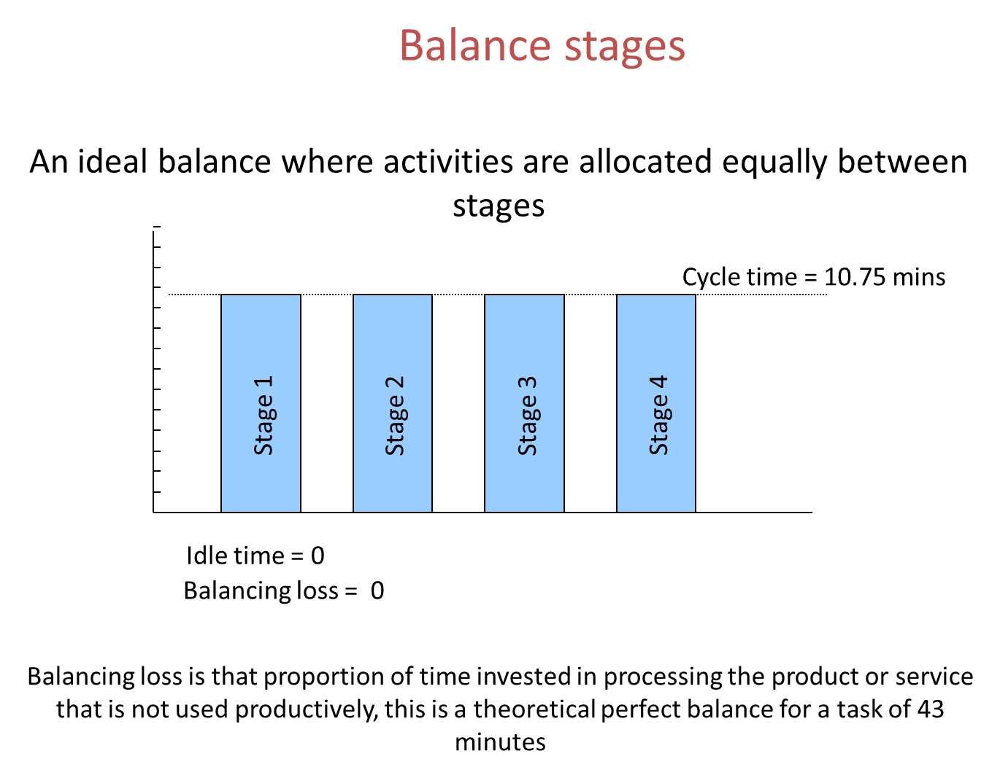 Balance stages
An ideal balance where activities are allocated equally between
stages
Cycle time = 10.75 mins
Stage 1
Stage 2
Stage 3
Stage 4
Idle time = 0
Balancing loss =  0
Balancing loss is that proportion of time invested in processing the product or service
that is not used productively, this is a theoretical perfect balance for a task of 43
minutes